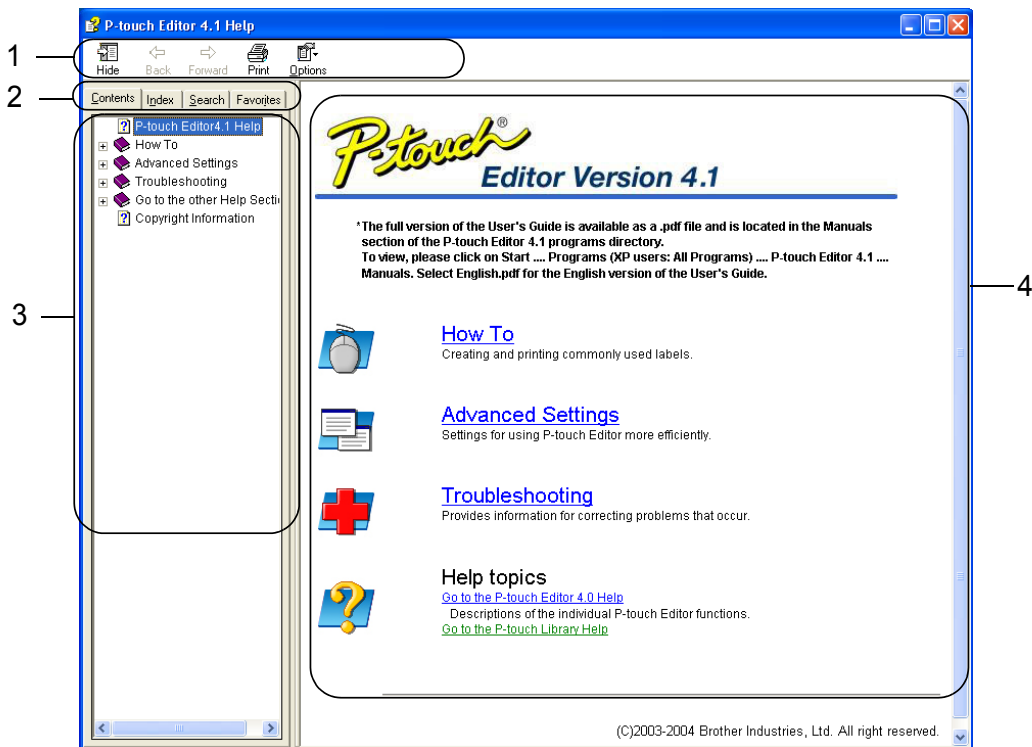 P-touch Editor 4.1 Help
1
Hide Back Forward Print Options
2
Contents Index Search Favorites
3
P-touch Editor4.1 Help
How To
Advanced Settings
Troubleshooting
Go to the other Help Secti
Copyright Information
4
P-touch®
Editor Version 4.1
*The full version of the User's Guide is available as a .pdf file and is located in the Manuals
section of the P-touch Editor 4.1 programs directory.
To view, please click on Start .... Programs (XP users: All Programs) .... P-touch Editor 4.1 ....
Manuals. Select English.pdf for the English version of the User's Guide.
How To
Creating and printing commonly used labels.
Advanced Settings
Settings for using P-touch Editor more efficiently.
Troubleshooting
Provides information for correcting problems that occur.
Help topics
Go to the P-touch Editor 4.0 Help
Descriptions of the individual P-touch Editor functions.
Go to the P-touch Library Help
(C)2003-2004 Brother Industries, Ltd. All right reserved.